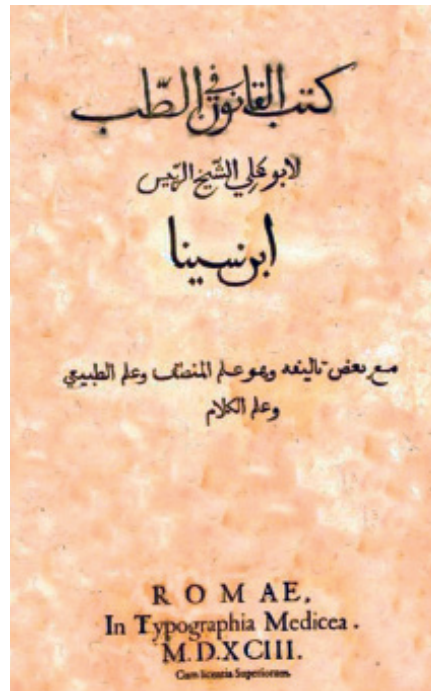 كتب القانون في الطب
لابو علي الشيخ الرئيس
ابن سينا
مع بعض تاليفه وهو علم المنطق وعلم الطبيعي
وعلم الكلام
ROMAE,
In Typographia Medicea.
M.D.XCIII.
Cum licentia Superiorum.